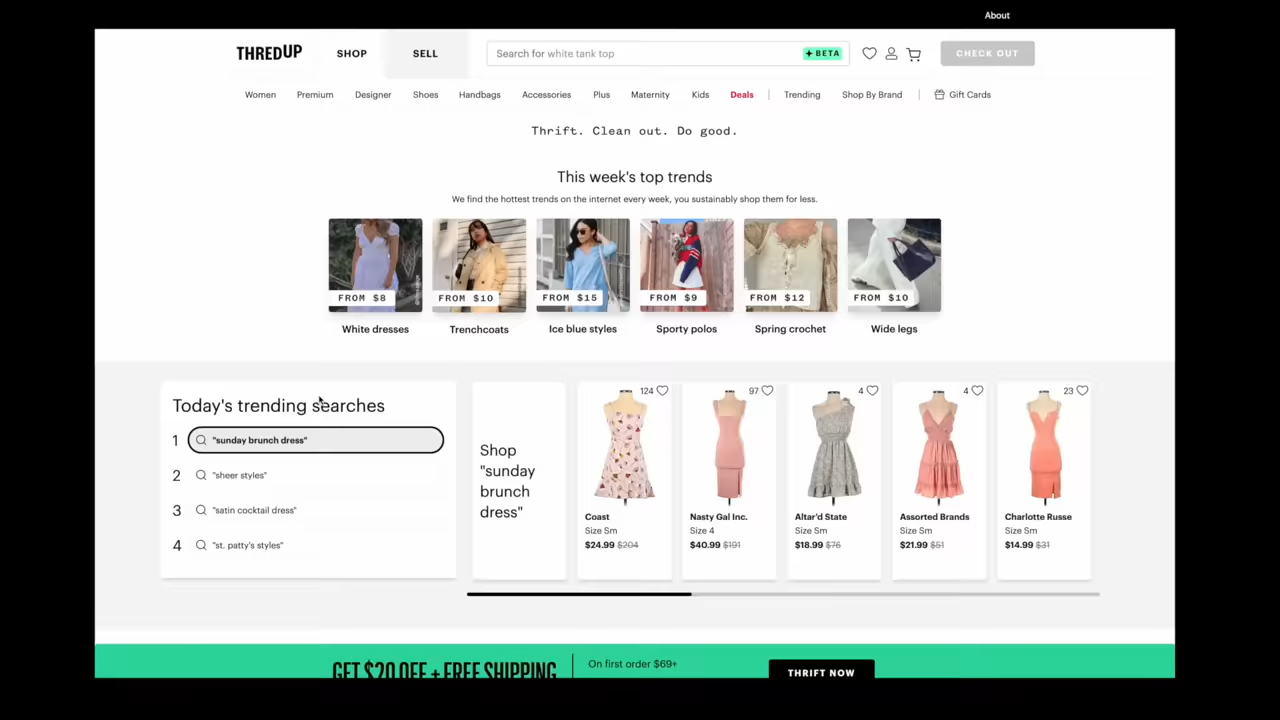 About
THREDUP
SHOP
SELL
Search for white tank top
BETA
CHECK OUT
Women
Premium
Designer
Shoes
Handbags
Accessories
Plus
Maternity
Kids
Deals
Trending
Shop By Brand
Gift Cards
Thrift. Clean out. Do good.
This week's top trends
We find the hottest trends on the internet every week, you sustainably shop them for less.
FROM $8
FROM $10
FROM $15
FROM $9
FROM $12
FROM $10
White dresses
Trenchcoats
Ice blue styles
Sporty polos
Spring crochet
Wide legs
Today's trending searches
1 "sunday brunch dress"
2 "sheer styles"
3 "satin cocktail dress"
4 "st. patty's styles"
Shop
"sunday
brunch
dress"
124
Coast
Size Sm
$24.99 $204
97
Nasty Gal Inc.
Size 4
$40.99 $191
4
Altar'd State
Size Sm
$18.99 $76
4
Assorted Brands
Size Sm
$21.99 $51
23
Charlotte Russe
Size Sm
$14.99 $31
GET $20 OFF + FREE SHIPPING
On first order $69+
THRIFT NOW